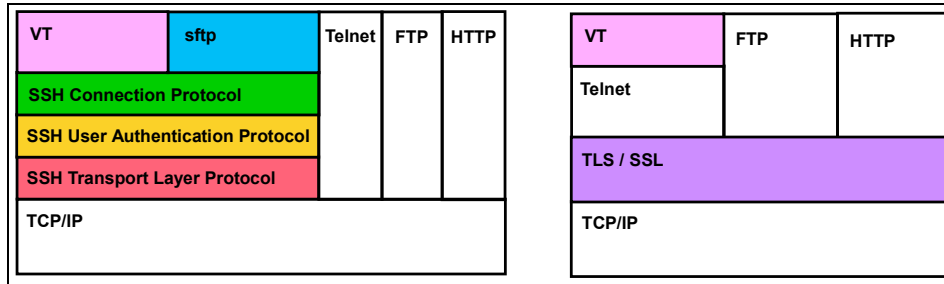 VT sftp Telnet FTP HTTP
SSH Connection Protocol
SSH User Authentication Protocol
SSH Transport Layer Protocol
TCP/IP
VT FTP HTTP
Telnet
TLS / SSL
TCP/IP